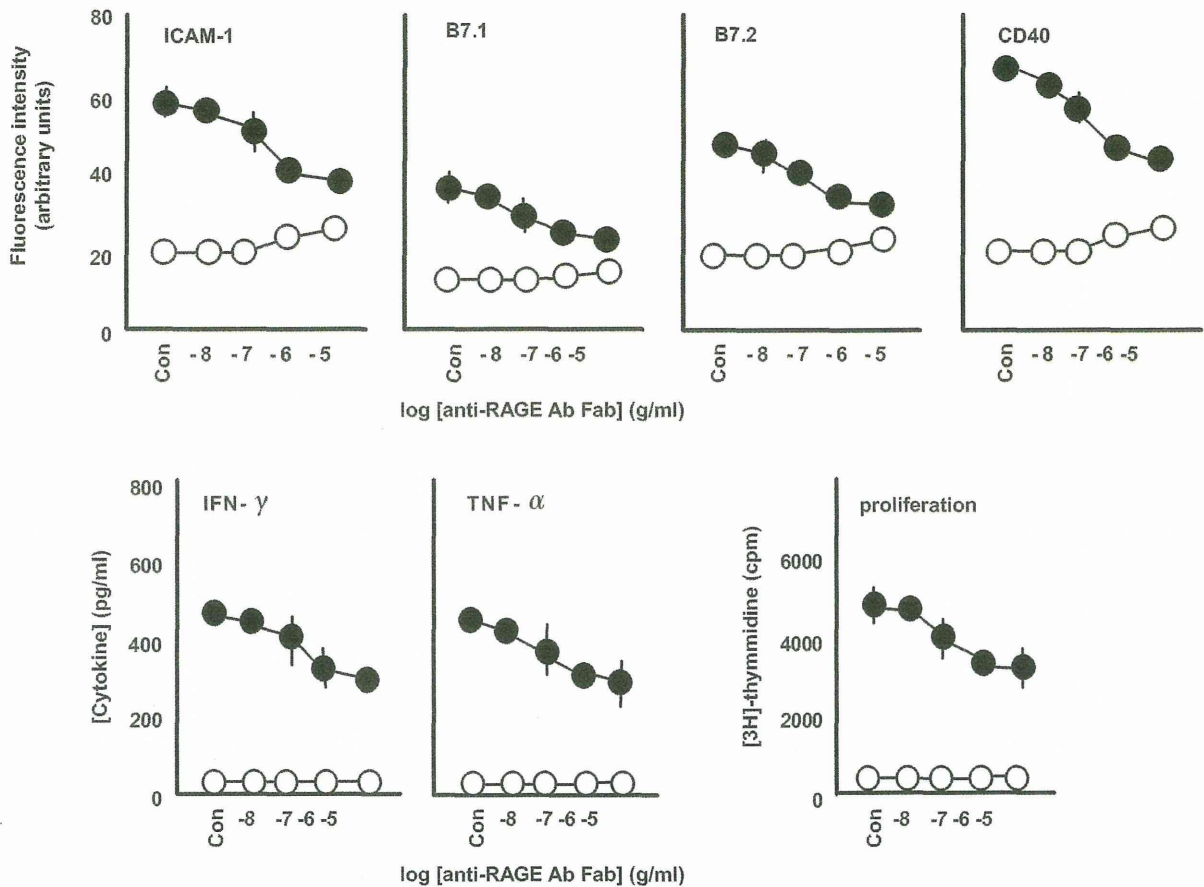 ICAM-1
B7.1
B7.2
CD40
Fluorescence intensity
(arbitrary units)
80
60
40
20
0
Con -8 -7 -6 -5
Con -8 -7 -6 -5
Con -8 -7 -6 -5
Con -8 -7 -6 -5
log [anti-RAGE Ab Fab] (g/ml)
IFN- γ
TNF- α
proliferation
[Cytokine] (pg/ml)
800
600
400
200
0
[3H]-thymmidine (cpm)
6000
4000
2000
0
Con -8 -7 -6 -5
Con -8 -7 -6 -5
Con -8 -7 -6 -5
log [anti-RAGE Ab Fab] (g/ml)